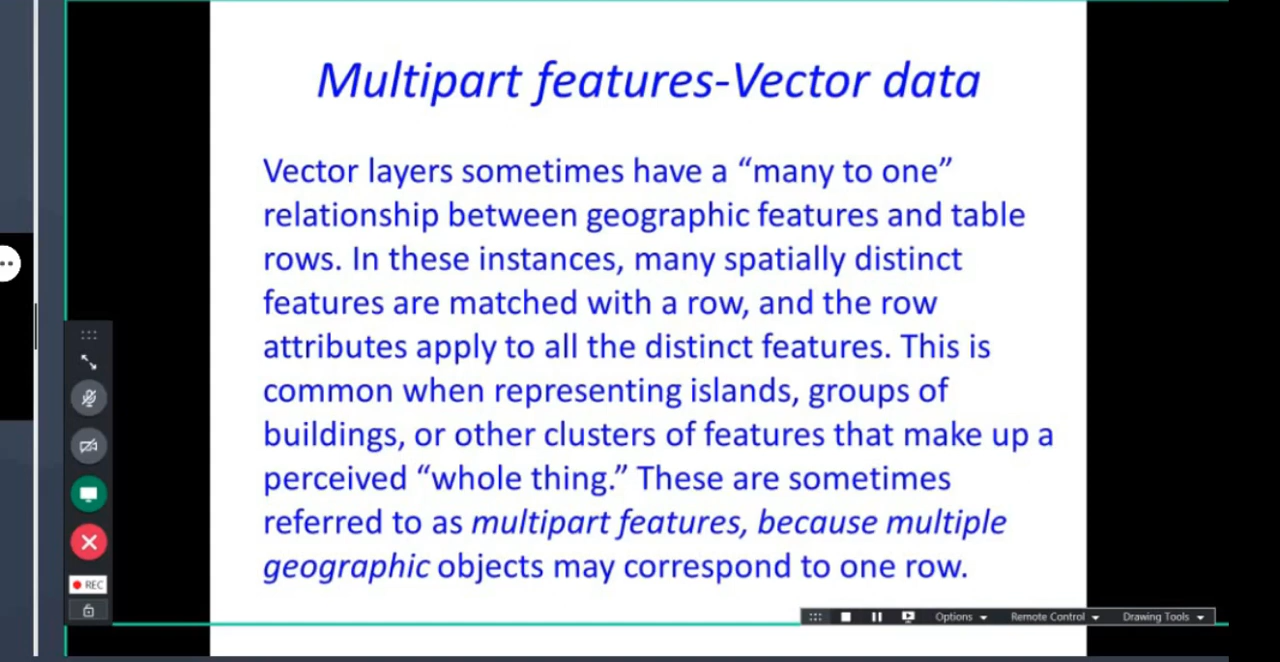 Multipart features-Vector data
Vector layers sometimes have a “many to one”
relationship between geographic features and table
rows. In these instances, many spatially distinct
features are matched with a row, and the row
attributes apply to all the distinct features. This is
common when representing islands, groups of
buildings, or other clusters of features that make up a
perceived “whole thing.” These are sometimes
referred to as multipart features, because multiple
geographic objects may correspond to one row.
REC
Options Remote Control Drawing Tools